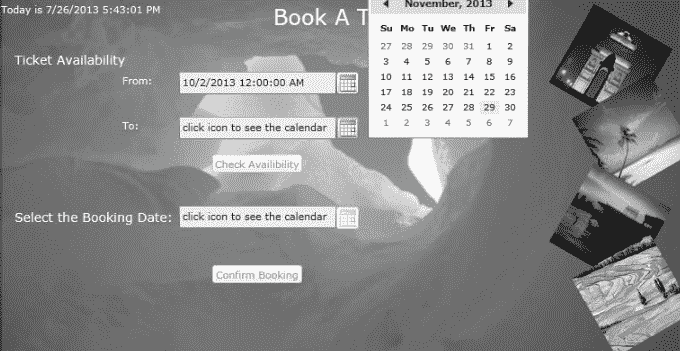 Today is 7/26/2013 5:43:01 PM
Book A T
November, 2013
Su Mo Tu We Th Fr Sa
27 28 29 30 31 1 2
3 4 5 6 7 8 9
10 11 12 13 14 15 16
17 18 19 20 21 22 23
24 25 26 27 28 29 30
1 2 3 4 5 6 7
Ticket Availability
From: 10/2/2013 12:00:00 AM
To: click icon to see the calendar
Check Availibility
Select the Booking Date: click icon to see the calendar
Confirm Booking